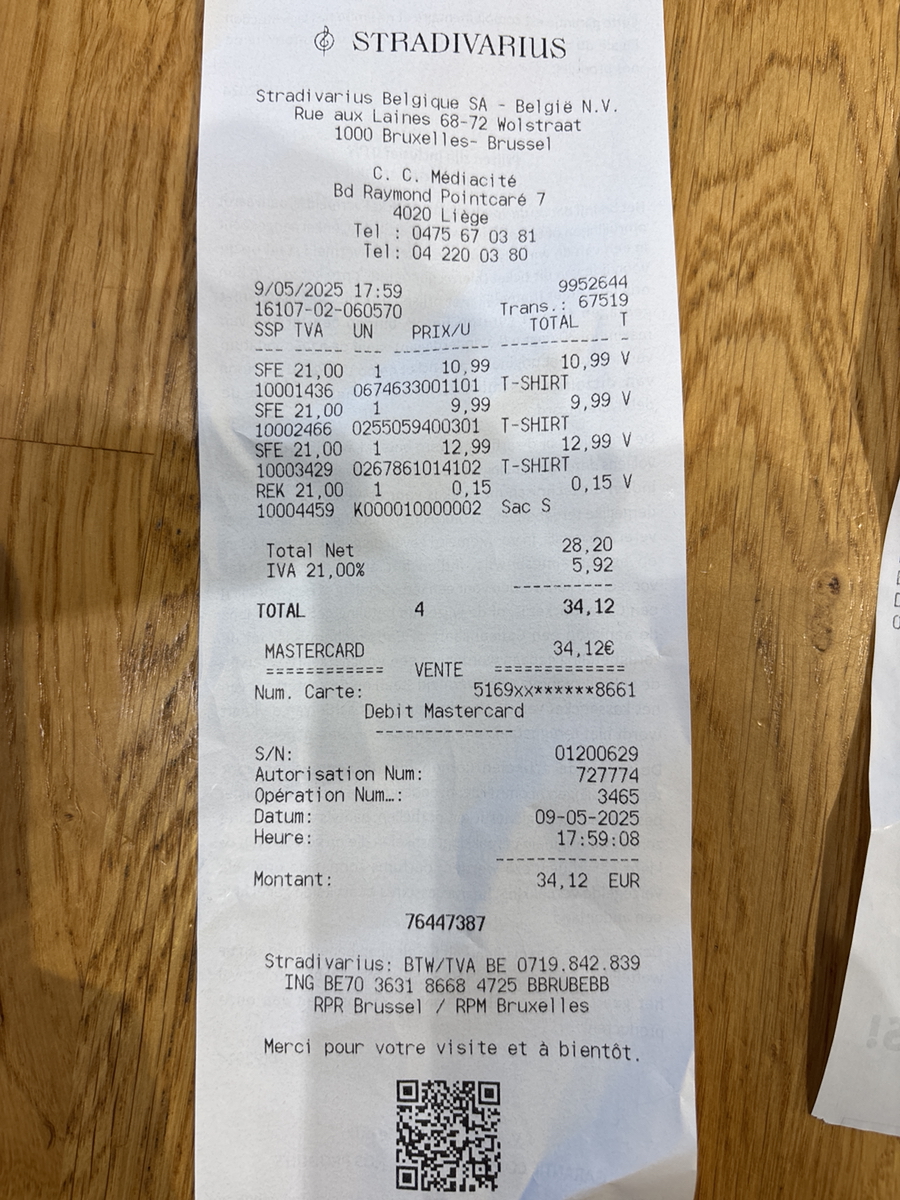 STRADIVARIUS
Stradivarius Belgique SA - België N.V.
Rue aux Laines 68-72 Wolstraat
1000 Bruxelles- Brussel
C. C. Médiacité
Bd Raymond Pointcaré 7
4020 Liège
Tel : 0475 67 03 81
Tel: 04 220 03 80
9/05/2025 17:59 9952644
16107-02-060570 Trans.: 67519
SSP TVA UN PRIX/U TOTAL T
SFE 21,00 1 10,99 10,99 V
10001436 0674633001101 T-SHIRT
SFE 21,00 1 9,99 9,99 V
10002466 0255059400301 T-SHIRT
SFE 21,00 1 12,99 12,99 V
10003429 0267861014102 T-SHIRT
REK 21,00 1 0,15 0,15 V
10004459 K000010000002 Sac S
Total Net 28,20
IVA 21,00% 5,92
TOTAL 4 34,12
MASTERCARD 34,12€
============ VENTE =============
Num. Carte: 5169xx******8661
Debit Mastercard
S/N: 01200629
Autorisation Num: 727774
Opération Num…: 3465
Datum: 09-05-2025
Heure: 17:59:08
Montant: 34,12 EUR
76447387
Stradivarius: BTW/TVA BE 0719.842.839
ING BE70 3631 8668 4725 BBRUBEBB
RPR Brussel / RPM Bruxelles
Merci pour votre visite et à bientôt.